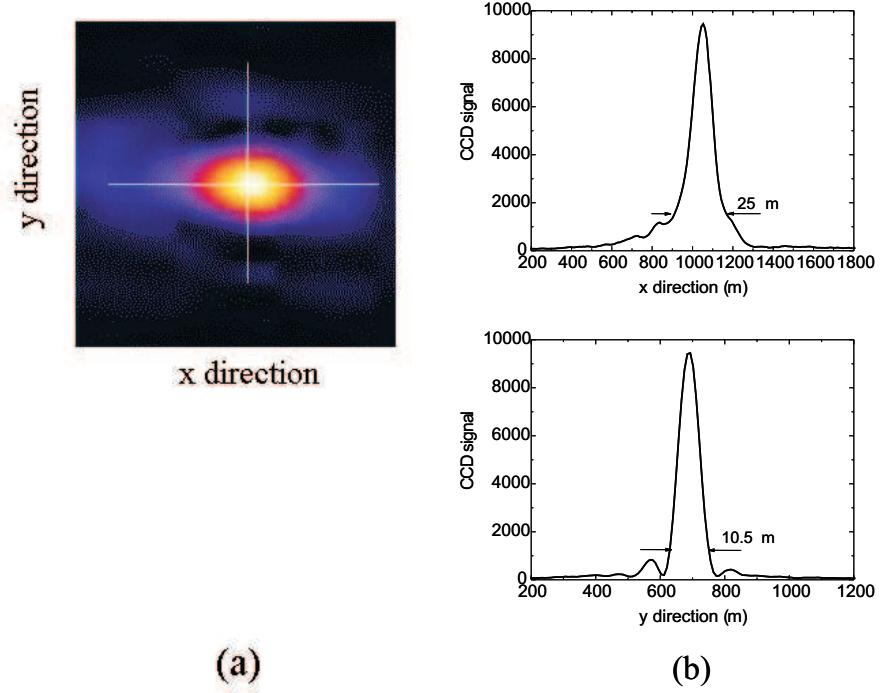 y direction
x direction
(a)
10000
8000
6000
4000
2000
0
CCD signal
25 m
200 400 600 800 1000 1200 1400 1600 1800
x direction (m)
10000
8000
6000
4000
2000
0
CCD signal
10.5 m
200 400 600 800 1000 1200
y direction (m)
(b)